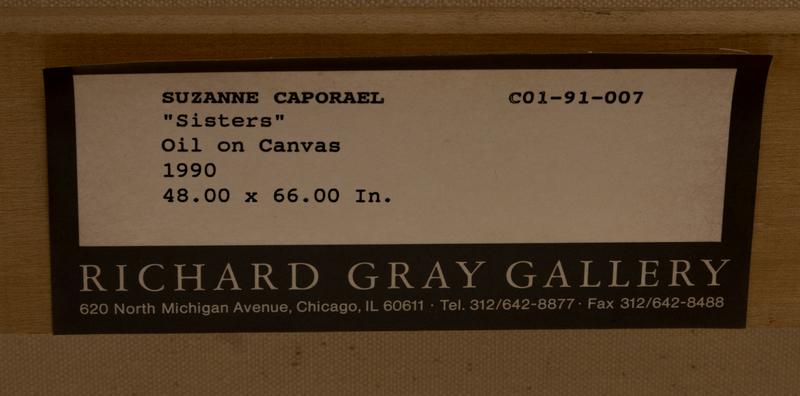 SUZANNE CAPORAEL C01-91-007
"Sisters"
Oil on Canvas
1990
48.00 x 66.00 In.
RICHARD GRAY GALLERY
620 North Michigan Avenue, Chicago, IL 60611 · Tel. 312/642-8877 · Fax 312/642-8488